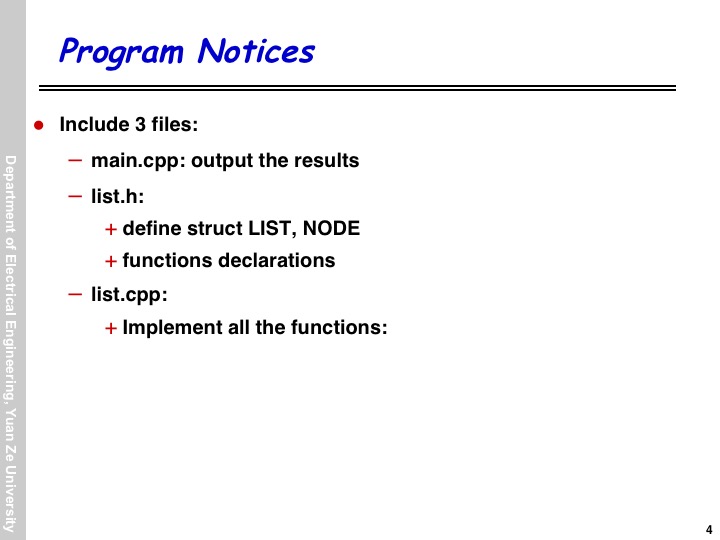 Program Notices
● Include 3 files:
– main.cpp: output the results
– list.h:
+ define struct LIST, NODE
+ functions declarations
– list.cpp:
+ Implement all the functions:
Department of Electrical Engineering, Yuan Ze University
4